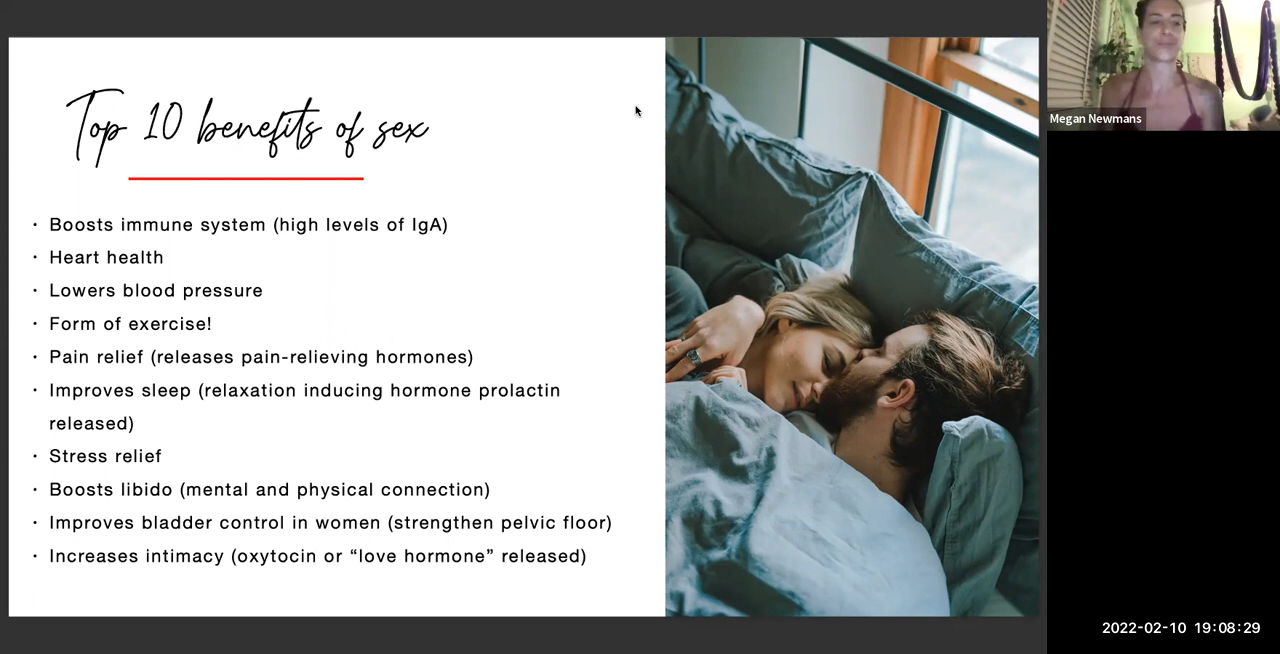 Top 10 benefits of sex
· Boosts immune system (high levels of IgA)
· Heart health
· Lowers blood pressure
· Form of exercise!
· Pain relief (releases pain-relieving hormones)
· Improves sleep (relaxation inducing hormone prolactin
released)
· Stress relief
· Boosts libido (mental and physical connection)
· Improves bladder control in women (strengthen pelvic floor)
· Increases intimacy (oxytocin or “love hormone” released)
Megan Newmans
2022-02-10 19:08:29